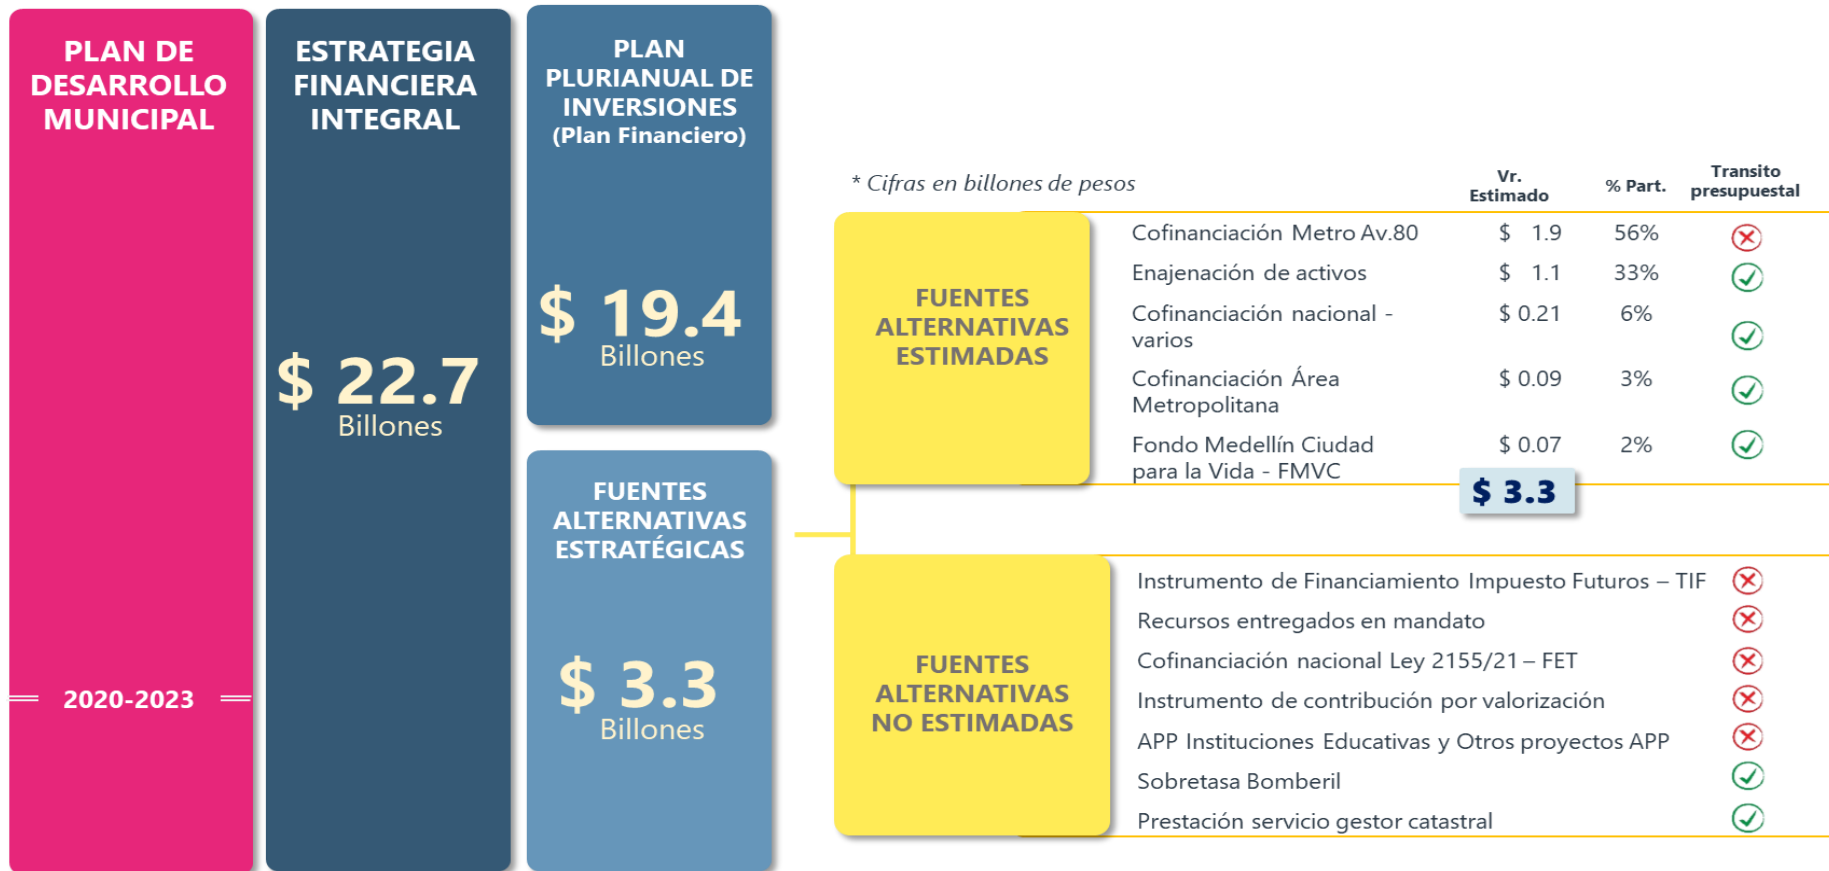 PLAN DE
DESARROLLO
MUNICIPAL
2020-2023
ESTRATEGIA
FINANCIERA
INTEGRAL
$ 22.7
Billones
PLAN
PLURIANUAL DE
INVERSIONES
(Plan Financiero)
$ 19.4
Billones
FUENTES
ALTERNATIVAS
ESTRATÉGICAS
$ 3.3
Billones
* Cifras en billones de pesos
Vr.
Estimado
% Part.
Transito
presupuestal
FUENTES
ALTERNATIVAS
ESTIMADAS
Cofinanciación Metro Av.80 $ 1.9 56%
Enajenación de activos $ 1.1 33%
Cofinanciación nacional - $ 0.21 6%
varios
Cofinanciación Área $ 0.09 3%
Metropolitana
Fondo Medellín Ciudad $ 0.07 2%
para la Vida - FMVC
$ 3.3
FUENTES
ALTERNATIVAS
NO ESTIMADAS
Instrumento de Financiamiento Impuesto Futuros – TIF
Recursos entregados en mandato
Cofinanciación nacional Ley 2155/21 – FET
Instrumento de contribución por valorización
APP Instituciones Educativas y Otros proyectos APP
Sobretasa Bomberil
Prestación servicio gestor catastral